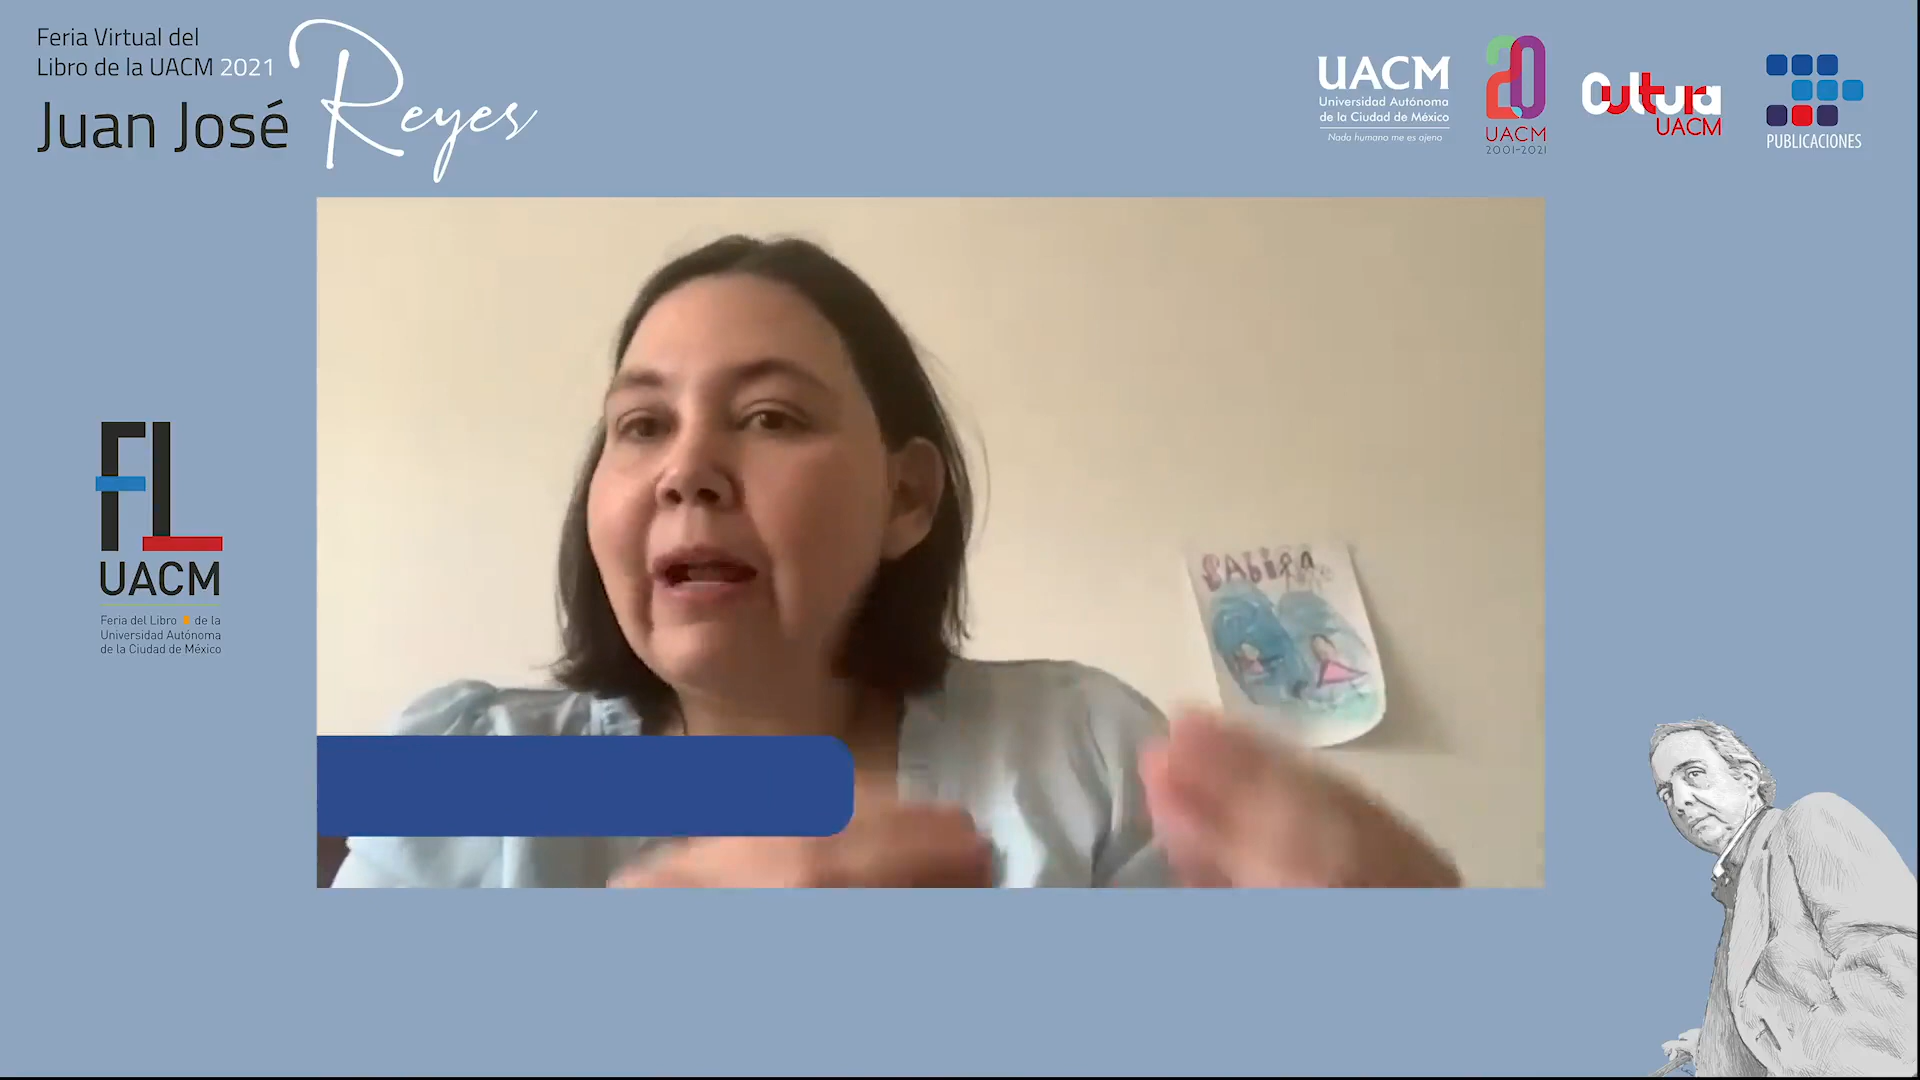 Feria Virtual del
Libro de la UACM 2021
Juan José Reyes
UACM
Universidad Autónoma
de la Ciudad de México
Nada humano me es ajeno
20
UACM
2001-2021
Cultura
UACM
PUBLICACIONES
FL
UACM
Feria del Libro de la
Universidad Autónoma
de la Ciudad de México